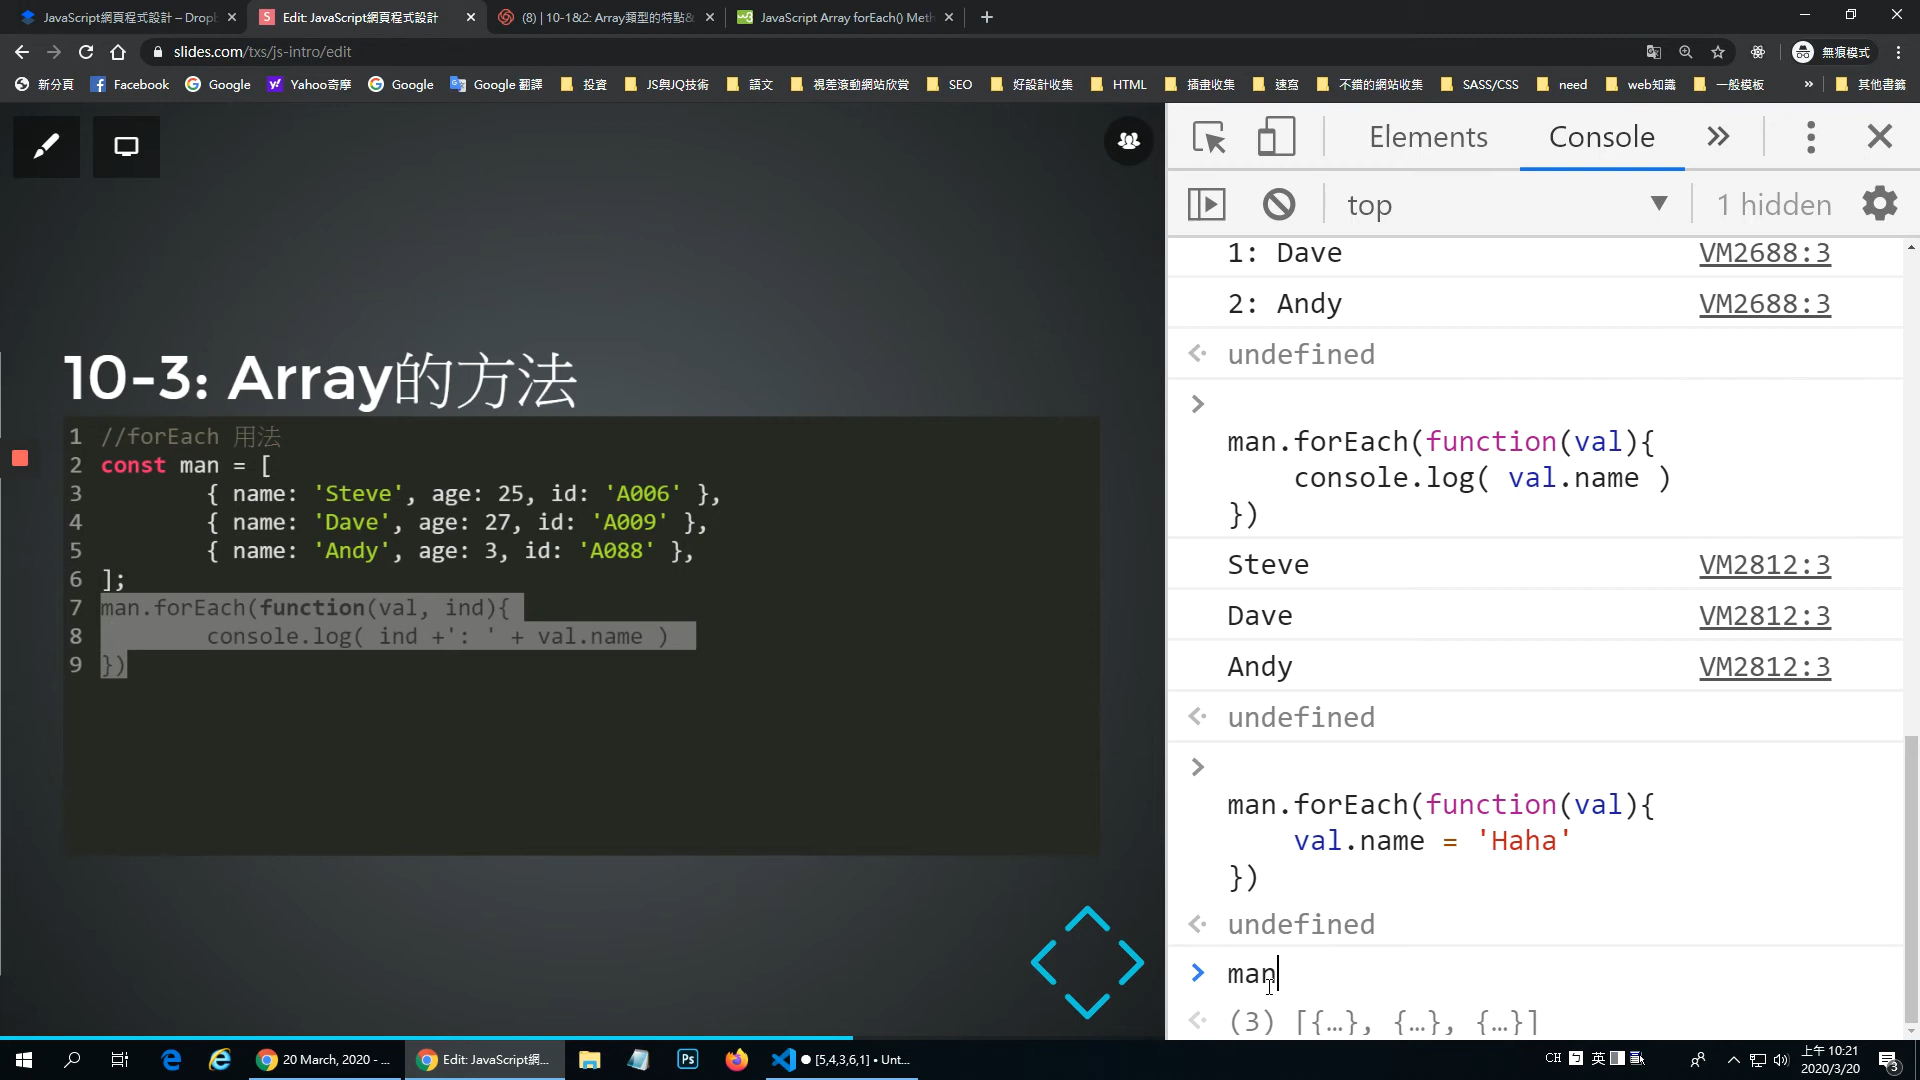 JavaScript網頁程式設計 – Dropb
Edit: JavaScript網頁程式設計
(8) | 10-1&2: Array類型的特點&
JavaScript Array forEach() Meth
slides.com/txs/js-intro/edit
無痕模式
新分頁
Facebook
Google
Yahoo奇摩
Google
Google 翻譯
投資
JS與JQ技術
語文
視差滾動網站欣賞
SEO
好設計收集
HTML
插畫收集
速寫
不錯的網站收集
SASS/CSS
need
web知識
一般模板
»
其他書籤
10-3: Array的方法
1 //forEach 用法
2 const man = [
3 { name: 'Steve', age: 25, id: 'A006' },
4 { name: 'Dave', age: 27, id: 'A009' },
5 { name: 'Andy', age: 3, id: 'A088' },
6 ];
7 man.forEach(function(val, ind){
8 console.log( ind +': ' + val.name )
9 })
Elements
Console
top
1 hidden
1: Dave VM2688:3
2: Andy VM2688:3
undefined
man.forEach(function(val){
console.log( val.name )
})
Steve VM2812:3
Dave VM2812:3
Andy VM2812:3
undefined
man.forEach(function(val){
val.name = 'Haha'
})
undefined
man
(3) [{…}, {…}, {…}]
20 March, 2020 - ...
Edit: JavaScript網...
Ps
● [5,4,3,6,1] • Unt...
CH
英
上午 10:21
2020/3/20
3